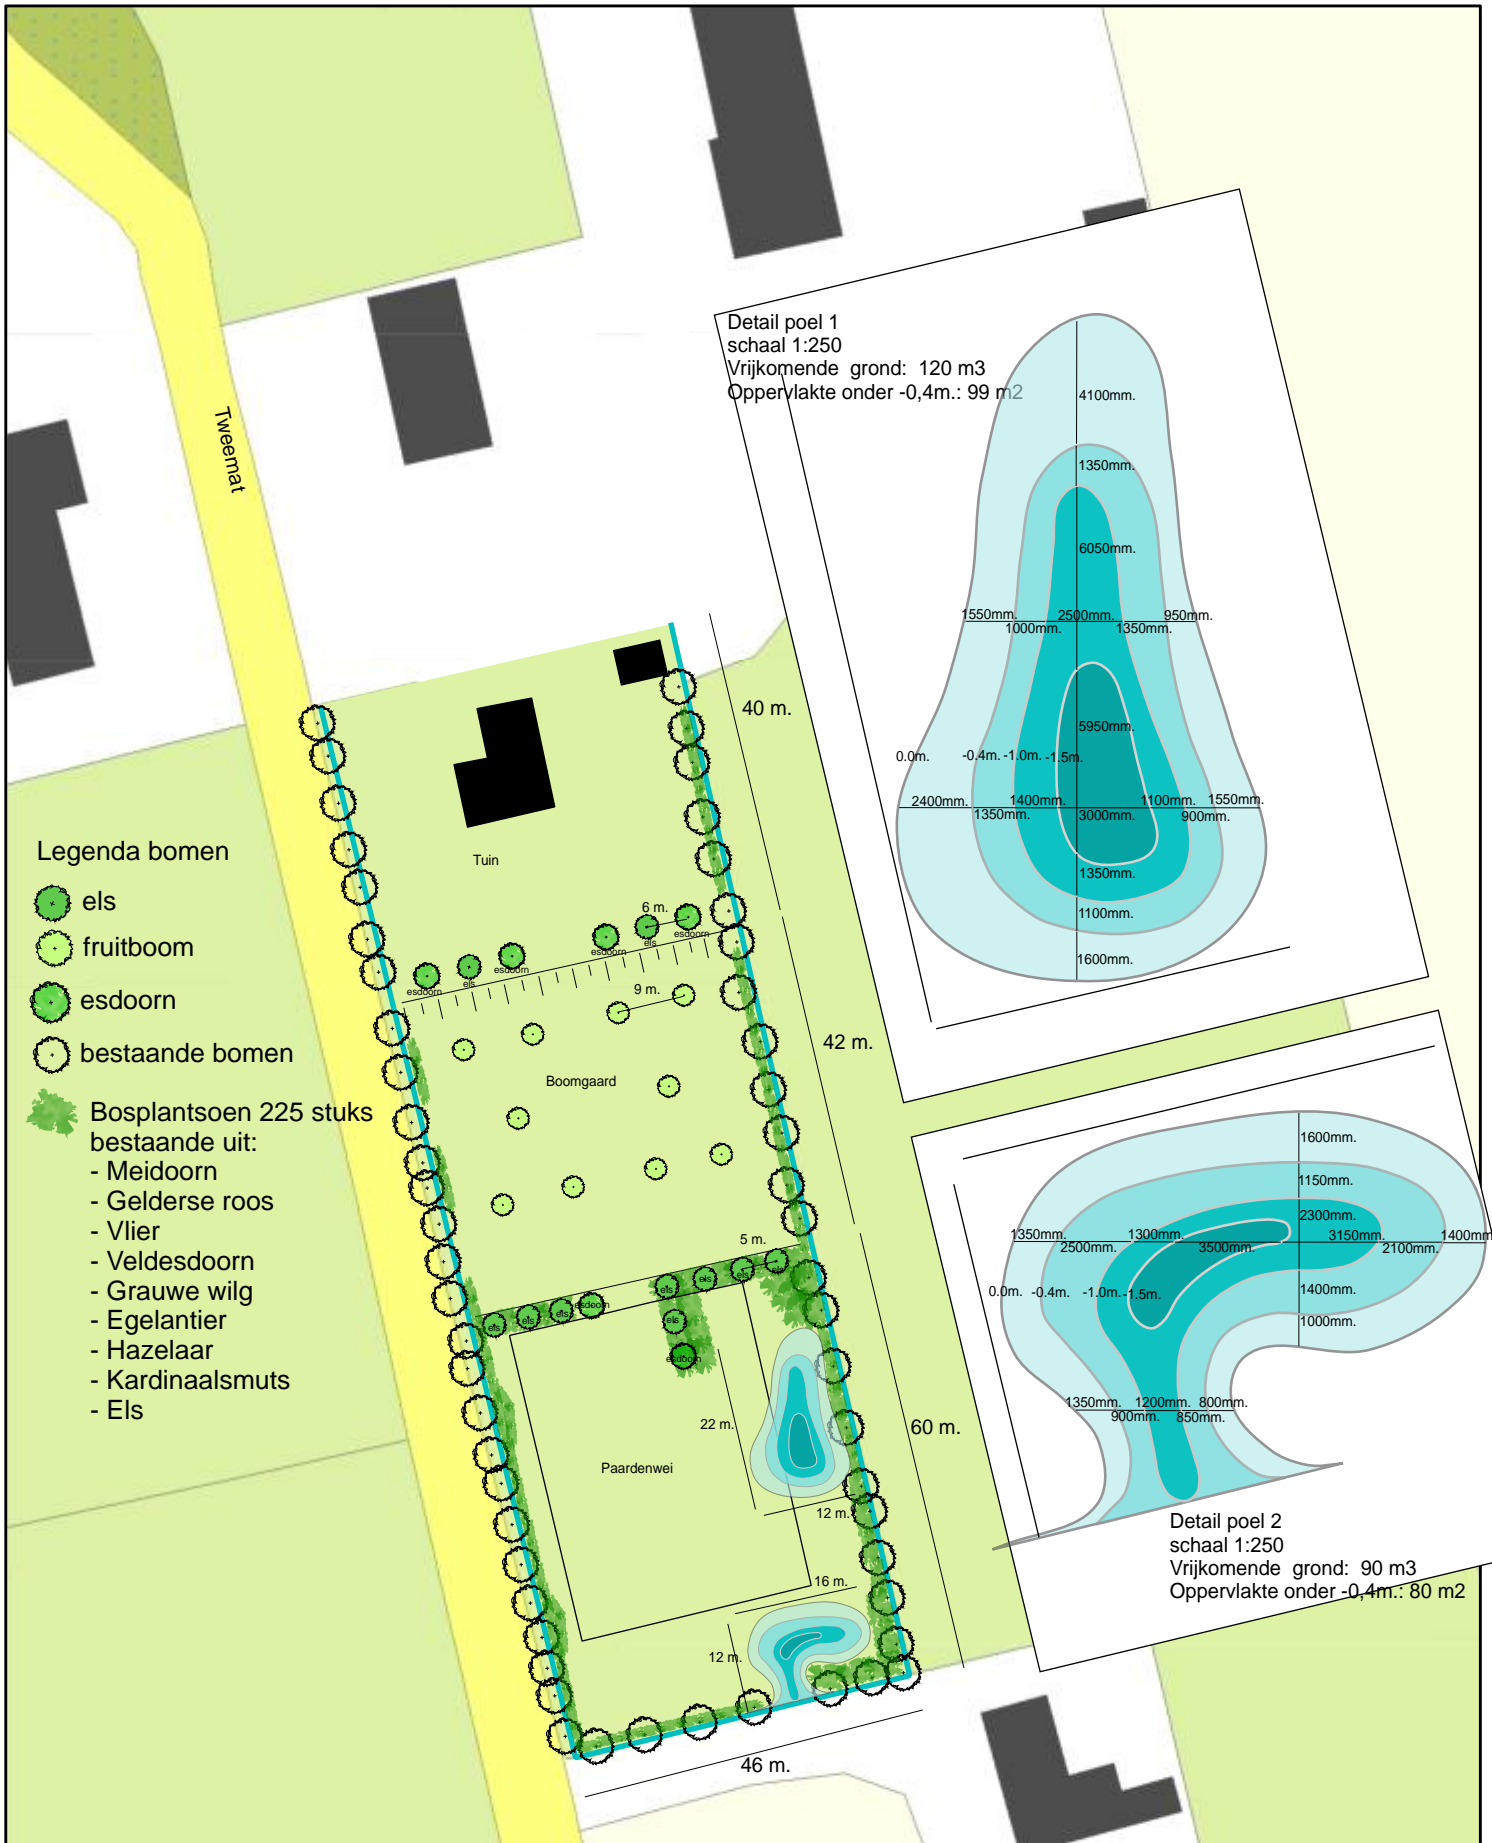 Detail poel 1
schaal 1:250
Vrijkomende grond: 120 m3
Oppervlakte onder -0,4m.: 99 m2
4100mm.
1350mm.
6050mm.
1550mm.
2500mm.
950mm.
1000mm.
1350mm.
5950mm.
0.0m.
-0.4m.
-1.0m.
-1.5m.
2400mm.
1400mm.
1100mm.
1550mm.
1350mm.
3000mm.
900mm.
1350mm.
1100mm.
1600mm.
Tweemat
40 m.
Tuin
6 m.
esdoorn
els
esdoorn
esdoorn
els
esdoorn
9 m.
42 m.
Boomgaard
5 m.
els
els
els
esdoorn
els
els
els
els
els
esdoorn
22 m.
60 m.
Paardenwei
12 m.
16 m.
12 m.
46 m.
Legenda bomen
els
fruitboom
esdoorn
bestaande bomen
Bosplantsoen 225 stuks
bestaande uit:
- Meidoorn
- Gelderse roos
- Vlier
- Veldesdoorn
- Grauwe wilg
- Egelantier
- Hazelaar
- Kardinaalsmuts
- Els
1600mm.
1150mm.
2300mm.
1350mm.
1300mm.
3150mm.
1400mm
2500mm.
3500mm.
2100mm.
0.0m.
-0.4m.
-1.0m.
-1.5m.
1400mm.
1000mm.
1350mm.
1200mm.
800mm.
900mm.
850mm.
Detail poel 2
schaal 1:250
Vrijkomende grond: 90 m3
Oppervlakte onder -0,4m.: 80 m2